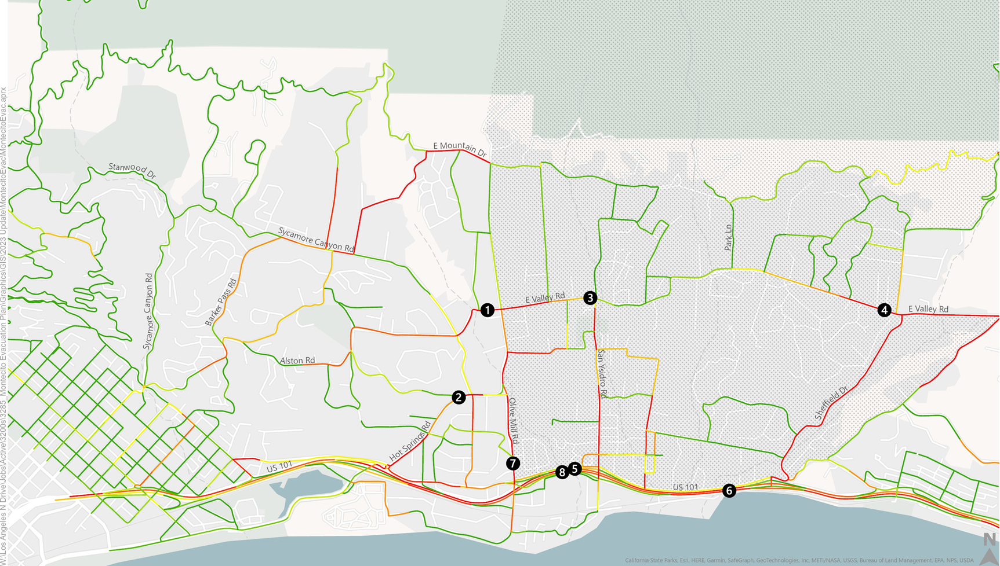 W:\Los Angeles N Drive\Jobs\Active\3200s\3285_Montecito Evacuation Plan\Graphics\GIS\2023 Update\MontecitoEvac\MontecitoEvac.aprx
E Mountain Dr
Stanwood Dr
Sycamore Canyon Rd
Park Ln
Sycamore Canyon Rd
Barker Pass Rd
1
E Valley Rd
3
4
E Valley Rd
Alston Rd
San Ysidro Rd
2
Olive Mill Rd
Sheffield Dr
Hot Springs Rd
US 101
7
8
5
US 101
6
N
California State Parks, Esri, HERE, Garmin, SafeGraph, GeoTechnologies, Inc, METI/NASA, USGS, Bureau of Land Management, EPA, NPS, USDA